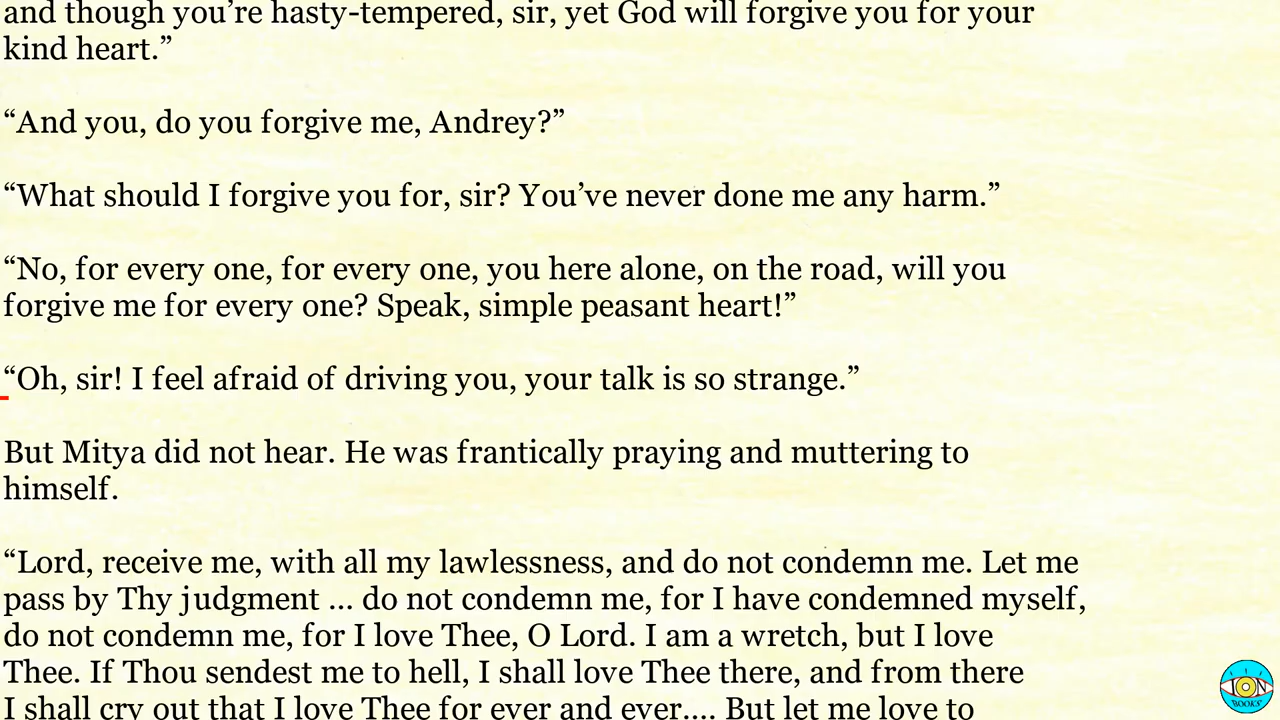 and though you’re hasty-tempered, sir, yet God will forgive you for your
kind heart.”
“And you, do you forgive me, Andrey?”
“What should I forgive you for, sir? You’ve never done me any harm.”
“No, for every one, for every one, you here alone, on the road, will you
forgive me for every one? Speak, simple peasant heart!”
“Oh, sir! I feel afraid of driving you, your talk is so strange.”
But Mitya did not hear. He was frantically praying and muttering to
himself.
“Lord, receive me, with all my lawlessness, and do not condemn me. Let me
pass by Thy judgment ... do not condemn me, for I have condemned myself,
do not condemn me, for I love Thee, O Lord. I am a wretch, but I love
Thee. If Thou sendest me to hell, I shall love Thee there, and from there
I shall cry out that I love Thee for ever and ever.... But let me love to
ION
BOOKS